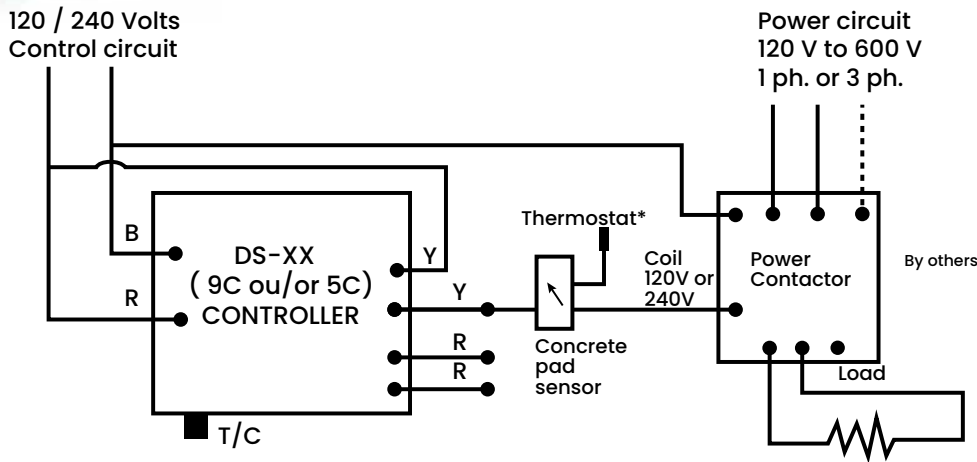 120 / 240 Volts
Control circuit
Power circuit
120 V to 600 V
1 ph. or 3 ph.
B
R
DS-XX
( 9C ou/or 5C)
CONTROLLER
T/C
Y
Y
R
R
Thermostat*
Concrete
pad
sensor
Coil
120V or
240V
Power
Contactor
By others
Load